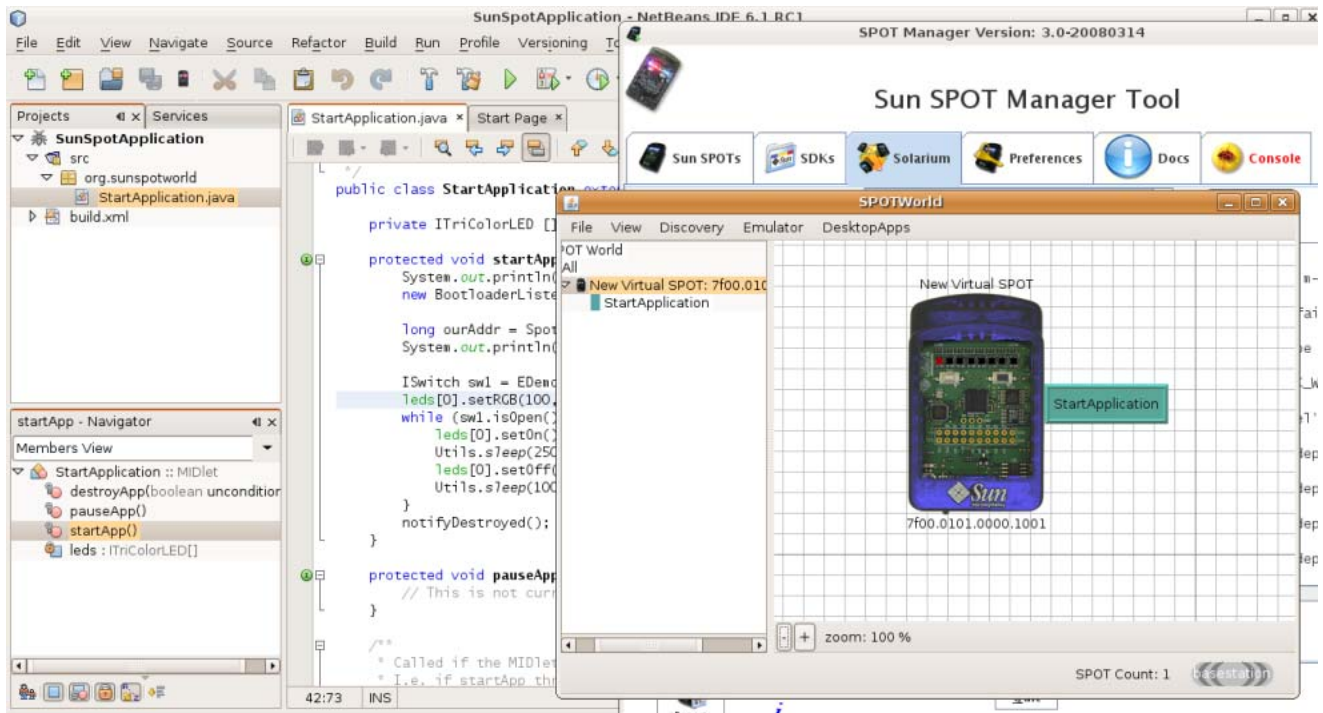 SunSpotApplication - NetBeans IDE 6.1 RC1
File Edit View Navigate Source Refactor Build Run Profile Versioning
Projects
Services
SunSpotApplication
src
org.sunspotworld
StartApplication.java
build.xml
startApp - Navigator
Members View
StartApplication :: MIDlet
destroyApp(boolean unconditior
pauseApp()
startApp()
leds : ITriColorLED[]
StartApplication.java
Start Page
*/
public class StartApplication exte
private ITriColorLED []
protected void startApp
System.out.println(
new BootloaderListe
long ourAddr = Spot
System.out.println(
ISwitch sw1 = EDemo
leds[0].setRGB(100,
while (sw1.isOpen()
leds[0].setOn()
Utils.sleep(250
leds[0].setOff(
Utils.sleep(100
}
notifyDestroyed();
}
protected void pauseApp
// This is not curr
}
/**
* Called if the MIDlet
* I.e. if startApp thr
42:73 INS
SPOT Manager Version: 3.0-20080314
Sun SPOT Manager Tool
Sun SPOTs
SDKs
Solarium
Preferences
Docs
Console
SPOTWorld
File View Discovery Emulator DesktopApps
OT World
All
New Virtual SPOT: 7f00.010
StartApplication
New Virtual SPOT
StartApplication
Sun
7f00.0101.0000.1001
- + zoom: 100 %
SPOT Count: 1
basestation